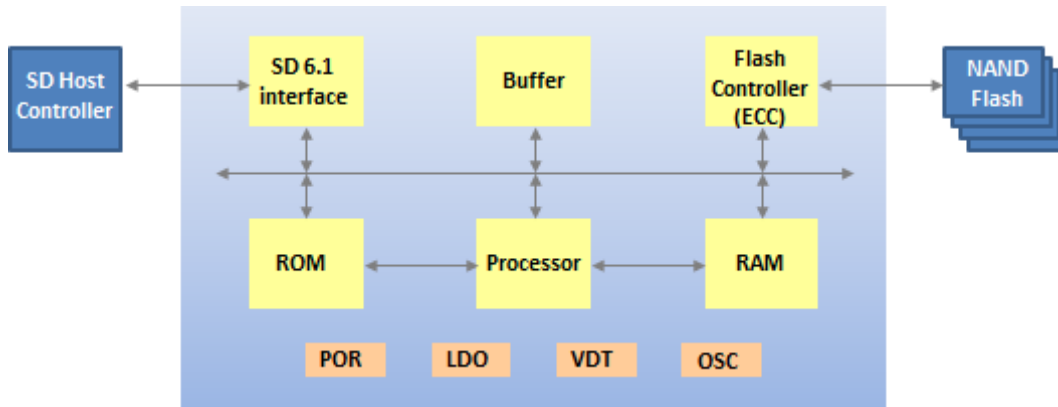 SD Host
Controller
SD 6.1
interface
Buffer
Flash
Controller
(ECC)
NAND
Flash
ROM
Processor
RAM
POR
LDO
VDT
OSC